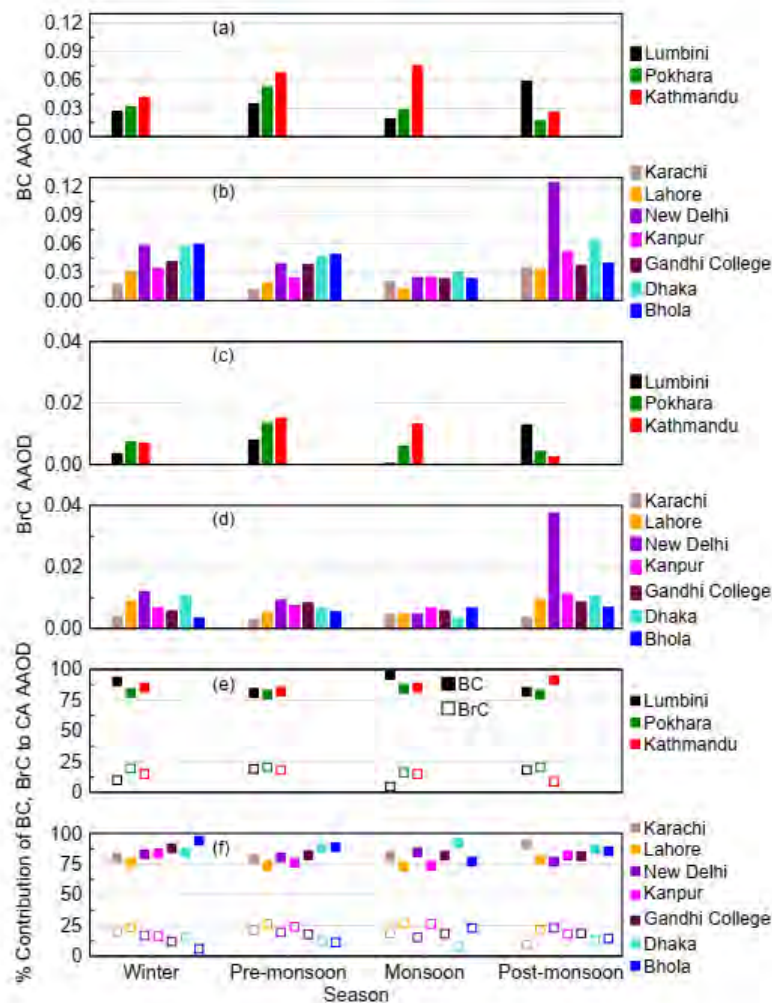 (a)
0.12
0.09
0.06
0.03
0.00
Lumbini
Pokhara
Kathmandu
BC AAOD
(b)
0.12
0.09
0.06
0.03
0.00
Karachi
Lahore
New Delhi
Kanpur
Gandhi College
Dhaka
Bhola
(c)
0.04
0.02
0.00
Lumbini
Pokhara
Kathmandu
BrC AAOD
(d)
0.04
0.02
0.00
Karachi
Lahore
New Delhi
Kanpur
Gandhi College
Dhaka
Bhola
% Contribution of BC, BrC to CA AAOD
(e)
100
75
25
0
BC
BrC
Lumbini
Pokhara
Kathmandu
(f)
100
75
50
25
0
Karachi
Lahore
New Delhi
Kanpur
Gandhi College
Dhaka
Bhola
Winter Pre-monsoon Monsoon Post-monsoon
Season